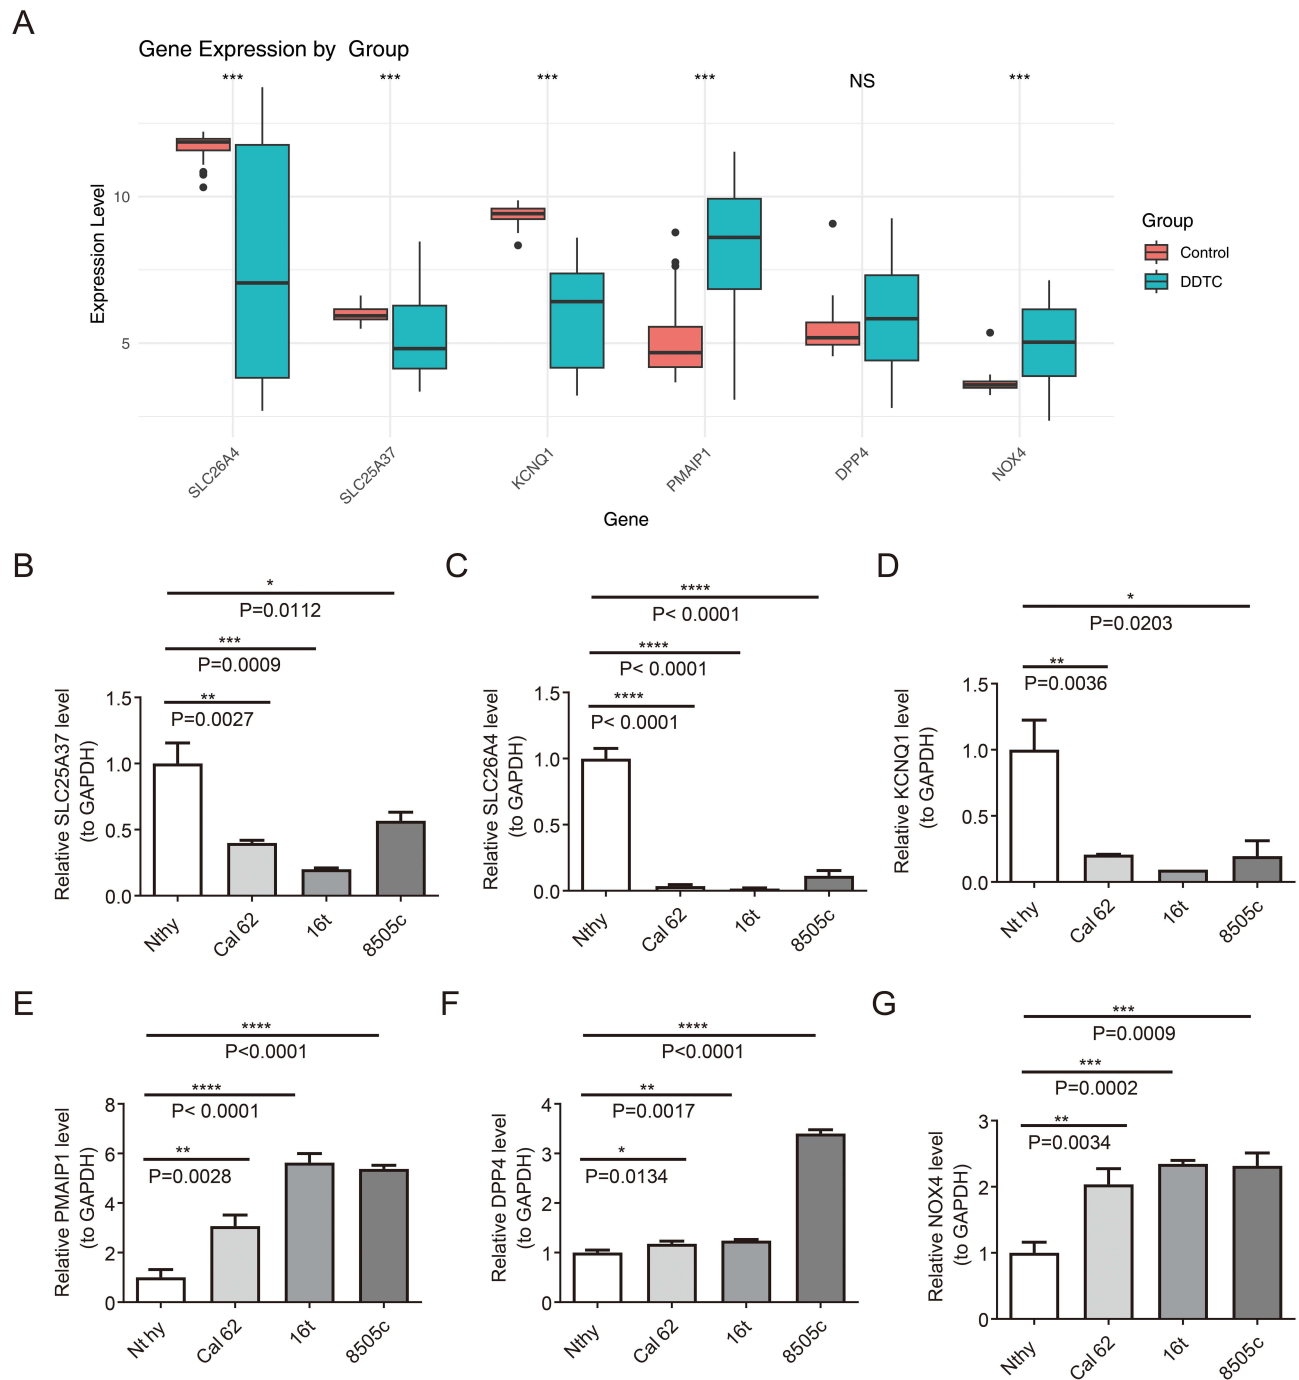 A
Gene Expression by Group
*** *** *** *** NS ***
Expression Level
10
5
SLC26A4 SLC25A37 KCNQ1 PMAIP1 DPP4 NOX4
Gene
Group
Control
DDTC
B
*
P=0.0112
***
P=0.0009
**
P=0.0027
Relative SLC25A37 level
(to GAPDH)
1.5
1.0
0.5
0.0
Nthy Cal 62 16t 8505c
C
****
P< 0.0001
****
P< 0.0001
****
P< 0.0001
Relative SLC26A4 level
(to GAPDH)
1.5
1.0
0.5
0.0
Nthy Cal 62 16t 8505c
D
*
P=0.0203
**
P=0.0036
Relative KCNQ1 level
(to GAPDH)
1.5
1.0
0.5
0.0
Nthy Cal 62 16t 8505c
E
****
P<0.0001
****
P< 0.0001
**
P=0.0028
Relative PMAIP1 level
(to GAPDH)
8
6
4
2
0
Nthy Cal 62 16t 8505c
F
****
P<0.0001
**
P=0.0017
*
P=0.0134
Relative DPP4 level
(to GAPDH)
4
3
2
1
0
Nthy Cal 62 16t 8505c
G
***
P=0.0009
***
P=0.0002
**
P=0.0034
Relative NOX4 level
(to GAPDH)
3
2
1
0
Nthy Cal 62 16t 8505c